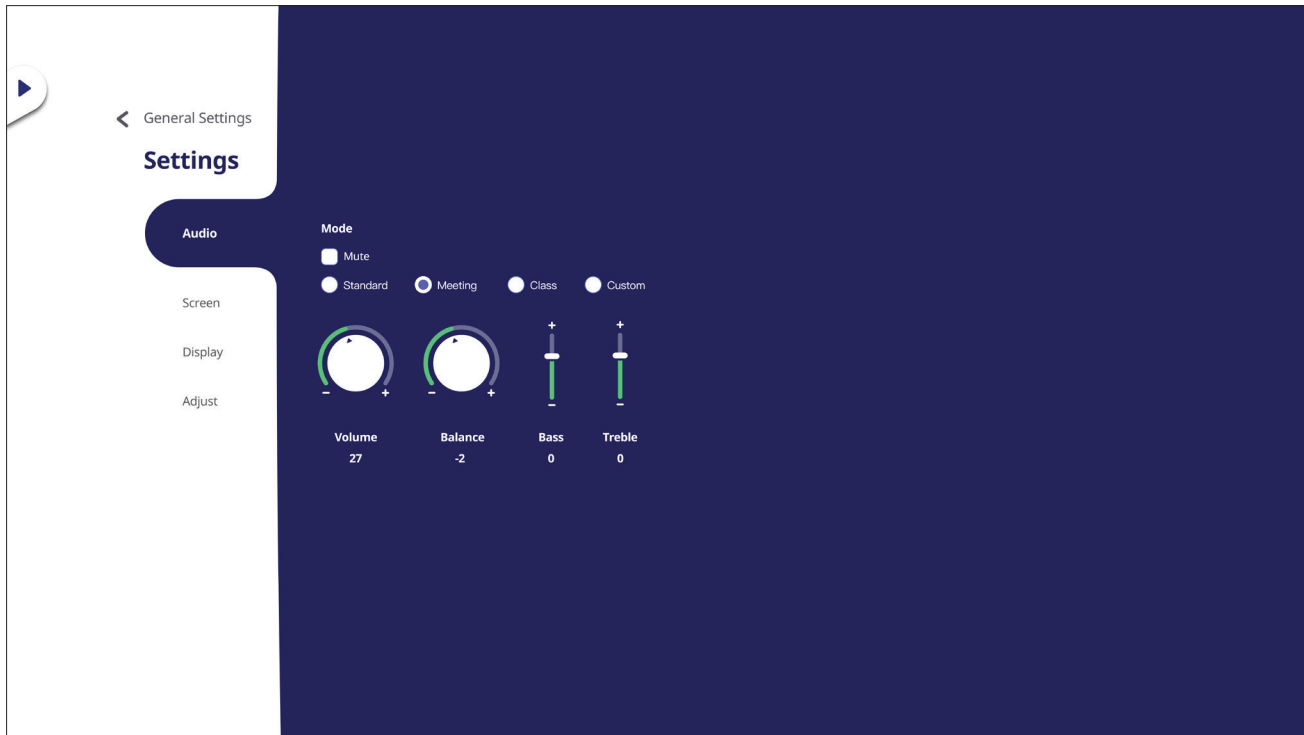 General Settings
Settings
Audio
Screen
Display
Adjust
Mode
Mute
Standard Meeting Class Custom
+ +
- + - + - -
Volume Balance Bass Treble
27 -2 0 0